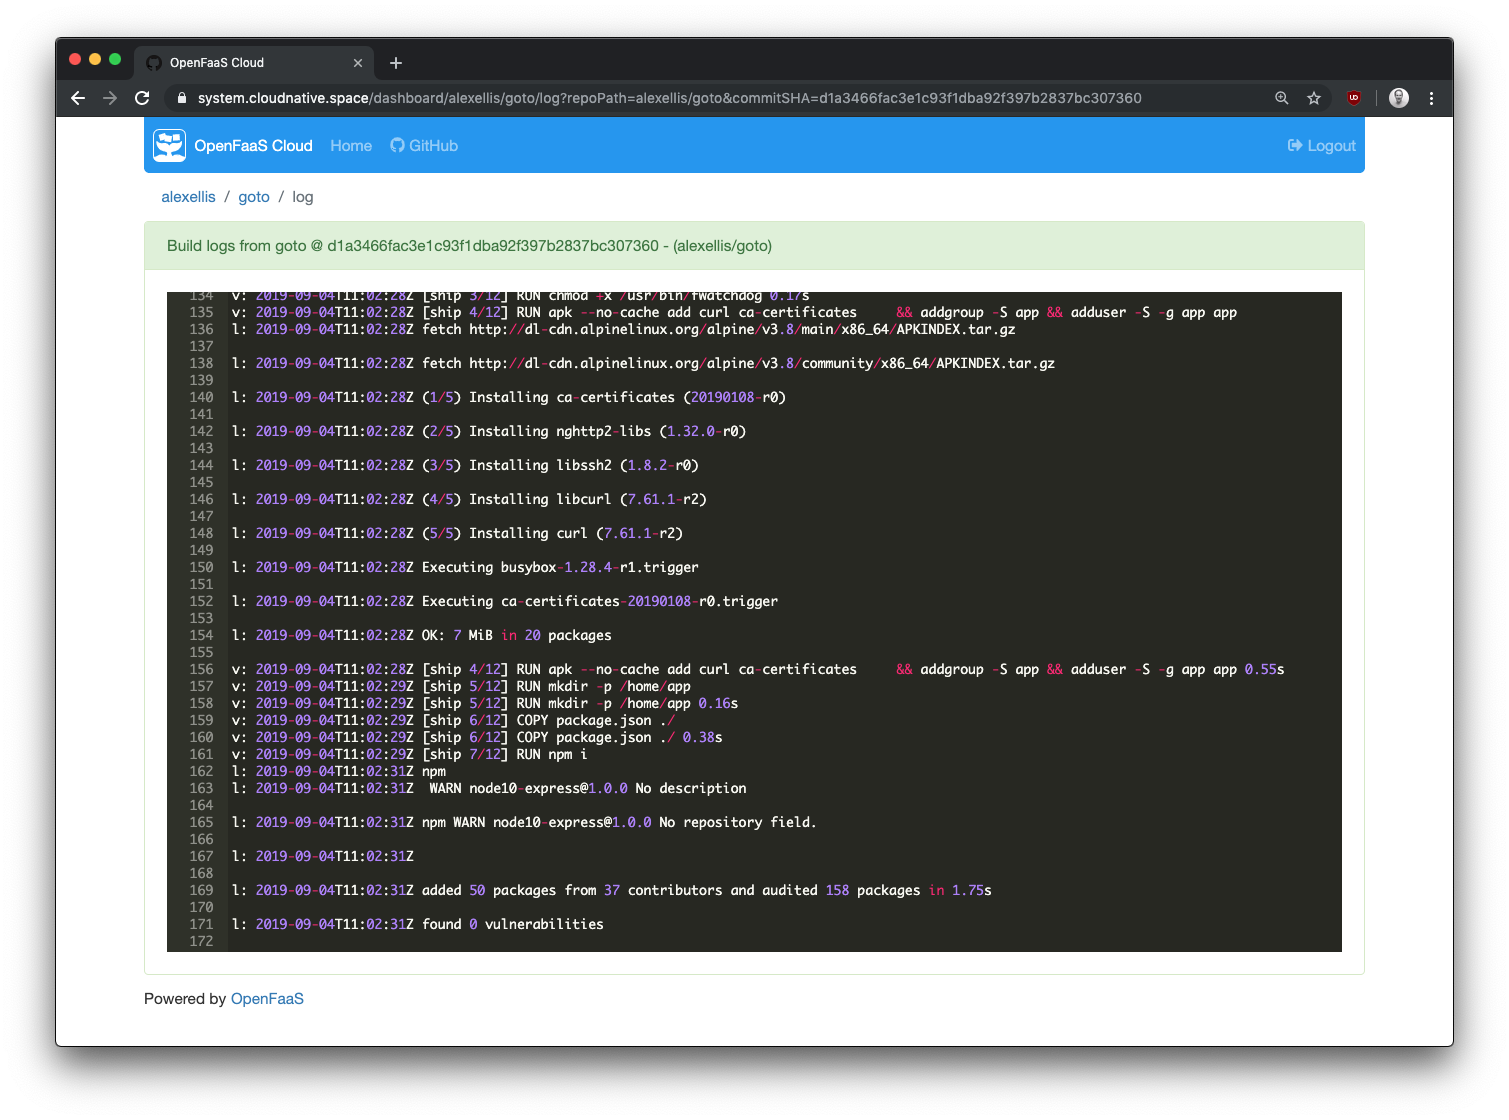 OpenFaaS Cloud
system.cloudnative.space/dashboard/alexellis/goto/log?repoPath=alexellis/goto&commitSHA=d1a3466fac3e1c93f1dba92f397b2837bc307360
OpenFaaS Cloud Home GitHub Logout
alexellis / goto / log
Build logs from goto @ d1a3466fac3e1c93f1dba92f397b2837bc307360 - (alexellis/goto)
134 v: 2019-09-04T11:02:28Z [ship 3/12] RUN chmod +x /usr/bin/fwatchdog 0.17s
135 v: 2019-09-04T11:02:28Z [ship 4/12] RUN apk --no-cache add curl ca-certificates     && addgroup -S app && adduser -S -g app app
136 l: 2019-09-04T11:02:28Z fetch http://dl-cdn.alpinelinux.org/alpine/v3.8/main/x86_64/APKINDEX.tar.gz
137
138 l: 2019-09-04T11:02:28Z fetch http://dl-cdn.alpinelinux.org/alpine/v3.8/community/x86_64/APKINDEX.tar.gz
139
140 l: 2019-09-04T11:02:28Z (1/5) Installing ca-certificates (20190108-r0)
141
142 l: 2019-09-04T11:02:28Z (2/5) Installing nghttp2-libs (1.32.0-r0)
143
144 l: 2019-09-04T11:02:28Z (3/5) Installing libssh2 (1.8.2-r0)
145
146 l: 2019-09-04T11:02:28Z (4/5) Installing libcurl (7.61.1-r2)
147
148 l: 2019-09-04T11:02:28Z (5/5) Installing curl (7.61.1-r2)
149
150 l: 2019-09-04T11:02:28Z Executing busybox-1.28.4-r1.trigger
151
152 l: 2019-09-04T11:02:28Z Executing ca-certificates-20190108-r0.trigger
153
154 l: 2019-09-04T11:02:28Z OK: 7 MiB in 20 packages
155
156 v: 2019-09-04T11:02:28Z [ship 4/12] RUN apk --no-cache add curl ca-certificates     && addgroup -S app && adduser -S -g app app 0.55s
157 v: 2019-09-04T11:02:29Z [ship 5/12] RUN mkdir -p /home/app
158 v: 2019-09-04T11:02:29Z [ship 5/12] RUN mkdir -p /home/app 0.16s
159 v: 2019-09-04T11:02:29Z [ship 6/12] COPY package.json ./
160 v: 2019-09-04T11:02:29Z [ship 6/12] COPY package.json ./ 0.38s
161 v: 2019-09-04T11:02:29Z [ship 7/12] RUN npm i
162 l: 2019-09-04T11:02:31Z npm
163 l: 2019-09-04T11:02:31Z  WARN node10-express@1.0.0 No description
164
165 l: 2019-09-04T11:02:31Z npm WARN node10-express@1.0.0 No repository field.
166
167 l: 2019-09-04T11:02:31Z
168
169 l: 2019-09-04T11:02:31Z added 50 packages from 37 contributors and audited 158 packages in 1.75s
170
171 l: 2019-09-04T11:02:31Z found 0 vulnerabilities
172
Powered by OpenFaaS